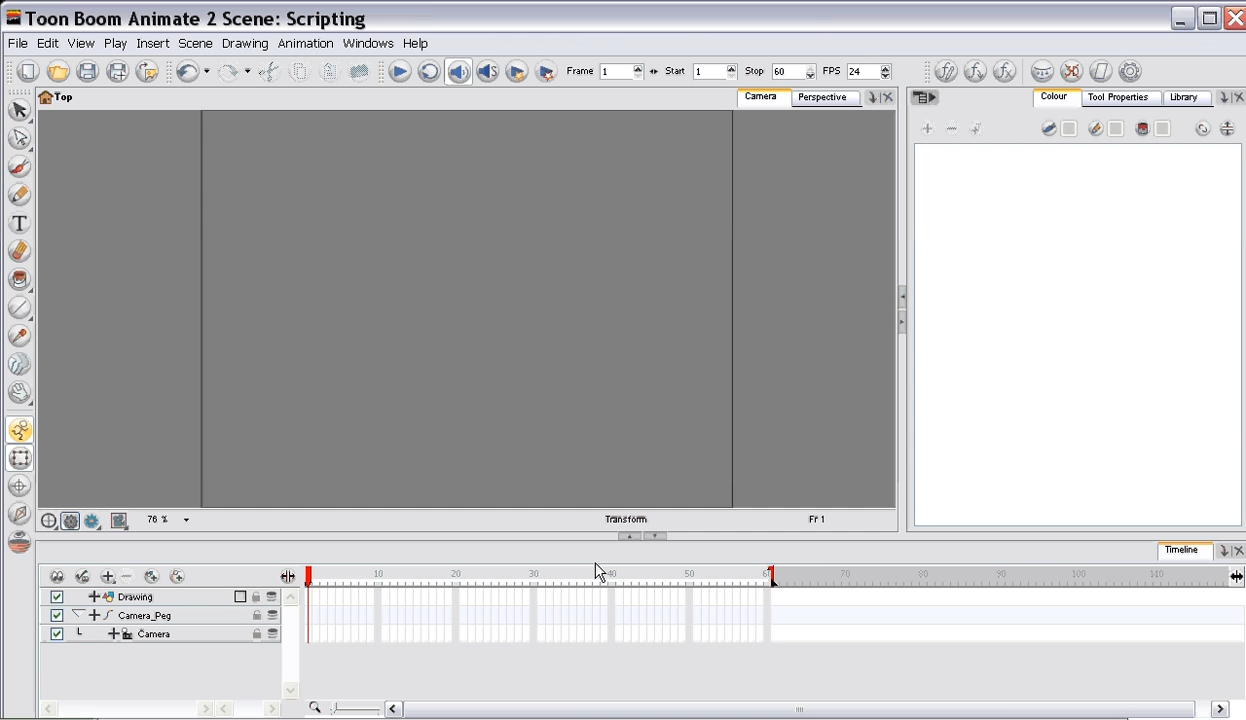 Toon Boom Animate 2 Scene: Scripting
File Edit View Play Insert Scene Drawing Animation Windows Help
Frame 1 Start 1 Stop 60 FPS 24
Top Camera Perspective Colour Tool Properties Library
T
76 % Transform Fr 1
Timeline
10 20 30 40 50 60 70 80 90 100 110
Drawing
Camera_Peg
Camera